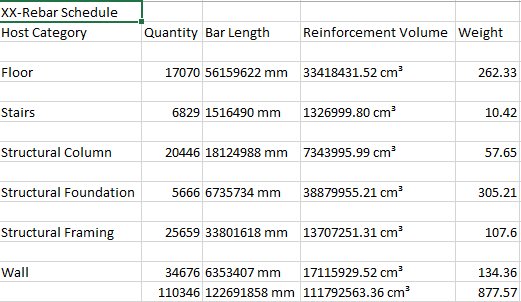 XX-Rebar Schedule
Host Category Quantity Bar Length Reinforcement Volume Weight
Floor 17070 56159622 mm 33418431.52 cm³ 262.33
Stairs 6829 1516490 mm 1326999.80 cm³ 10.42
Structural Column 20446 18124988 mm 7343995.99 cm³ 57.65
Structural Foundation 5666 6735734 mm 38879955.21 cm³ 305.21
Structural Framing 25659 33801618 mm 13707251.31 cm³ 107.6
Wall 34676 6353407 mm 17115929.52 cm³ 134.36
110346 122691858 mm 111792563.36 cm³ 877.57